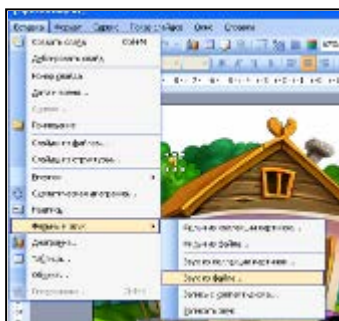 Вставка Формат Сервис Показ слайдов Окно Справка
Создать слайд Ctrl+M
Дублировать слайд
Номер слайда
Дата и время...
Примечание
Слайды из файлов...
Слайды из структуры...
Рисунок
Схематическая диаграмма...
Надпись
Фильмы и звук
Диаграмма...
Таблица...
Объект...
Гиперссылка... Ctrl+K
Фильм из коллекции картинок...
Фильм из файла...
Звук из коллекции картинок...
Звук из файла...
Запись с компакт-диска...
Записать звук